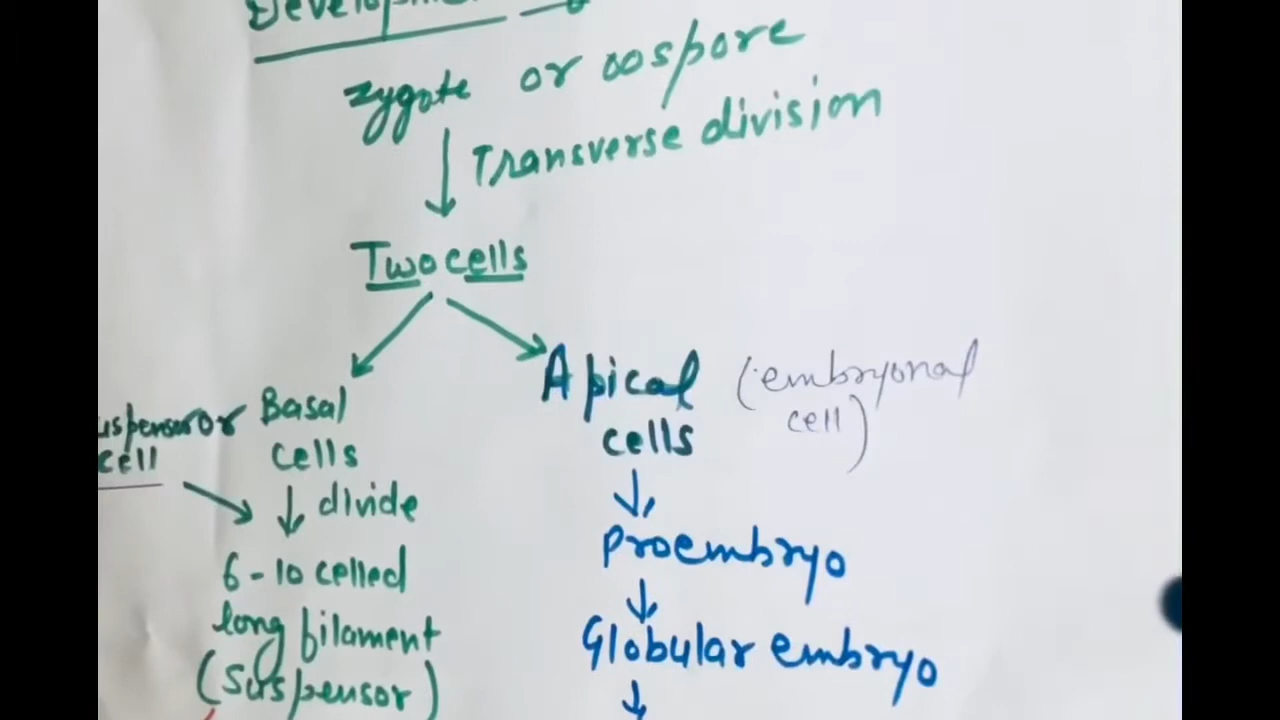 zygote or oospore
Transverse division
Two cells
Basal
cells
cell
divide
6-10 celled
long filament
(suspensor)
Apical
cells
(embryonal
cell)
Proembryo
Globular embryo